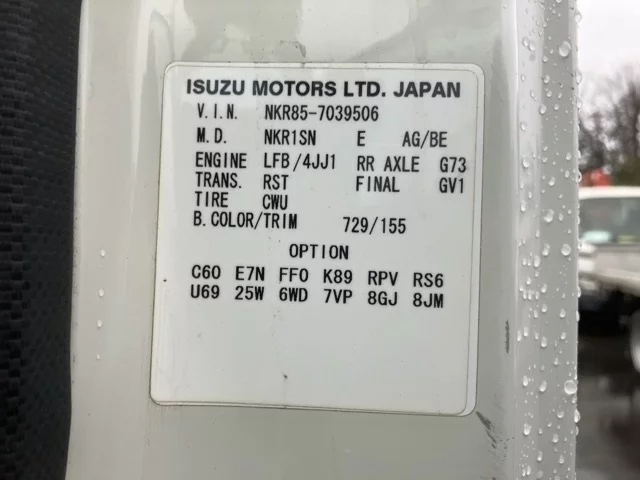 ISUZU MOTORS LTD. JAPAN
V.I.N. NKR85-7039506
M.D. NKR1SN E AG/BE
ENGINE LFB/4JJ1 RR AXLE G73
TRANS. RST FINAL GV1
TIRE CWU
B.COLOR/TRIM 729/155
OPTION
C60 E7N FF0 K89 RPV RS6
U69 25W 6WD 7VP 8GJ 8JM